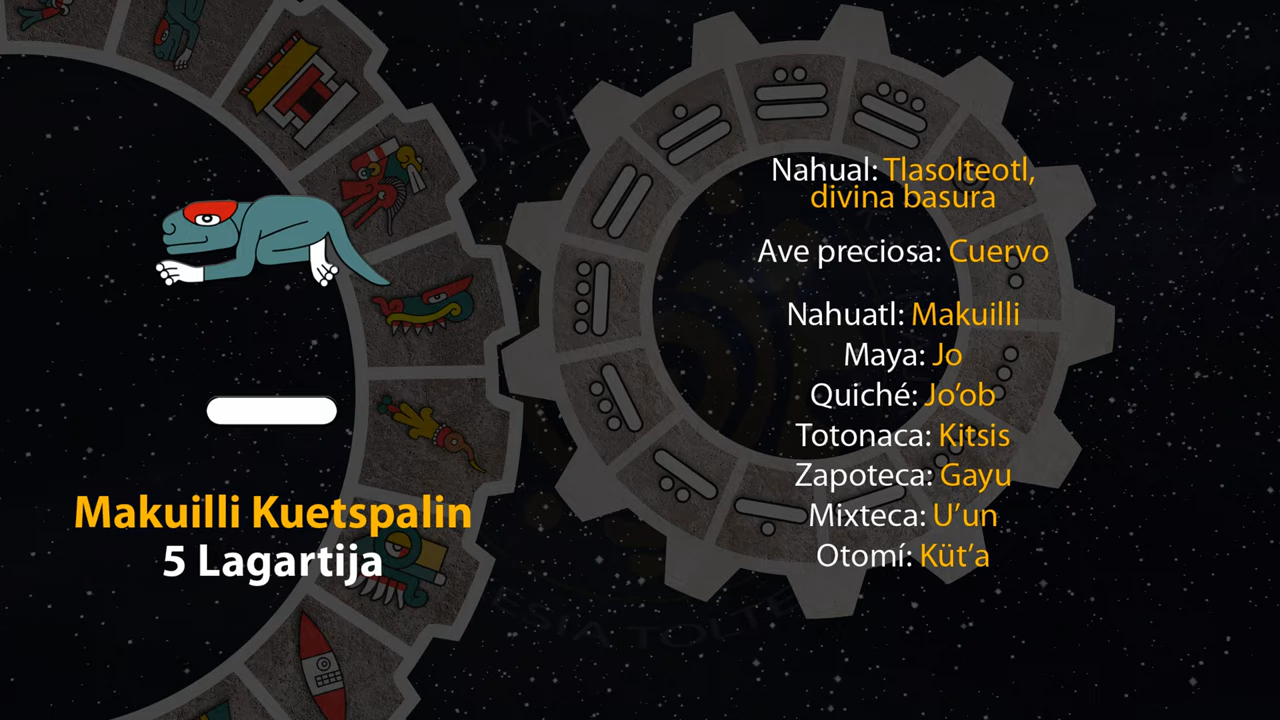 Makuilli Kuetspalin
5 Lagartija
Nahual: Tlasolteotl,
divina basura
Ave preciosa: Cuervo
Nahuatl: Makuilli
Maya: Jo
Quiché: Jo’ob
Totonaca: Kitsis
Zapoteca: Gayu
Mixteca: U’un
Otomí: Küt’a